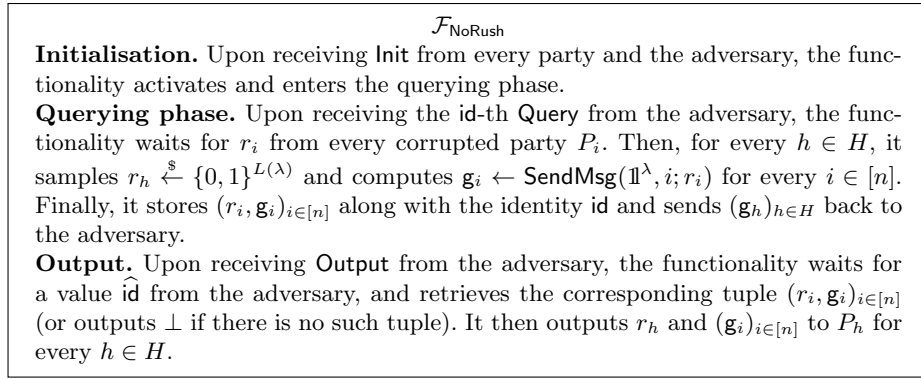 𝓕_NoRush
Initialisation. Upon receiving Init from every party and the adversary, the func-
tionality activates and enters the querying phase.
Querying phase. Upon receiving the id-th Query from the adversary, the func-
tionality waits for r_i from every corrupted party P_i. Then, for every h ∈ H, it
samples r_h ←$ {0, 1}^{L(λ)} and computes g_i ← SendMsg(𝟙^λ, i; r_i) for every i ∈ [n].
Finally, it stores (r_i, g_i)_{i∈[n]} along with the identity id and sends (g_h)_{h∈H} back to
the adversary.
Output. Upon receiving Output from the adversary, the functionality waits for
a value \widehat{id} from the adversary, and retrieves the corresponding tuple (r_i, g_i)_{i∈[n]}
(or outputs ⊥ if there is no such tuple). It then outputs r_h and (g_i)_{i∈[n]} to P_h for
every h ∈ H.